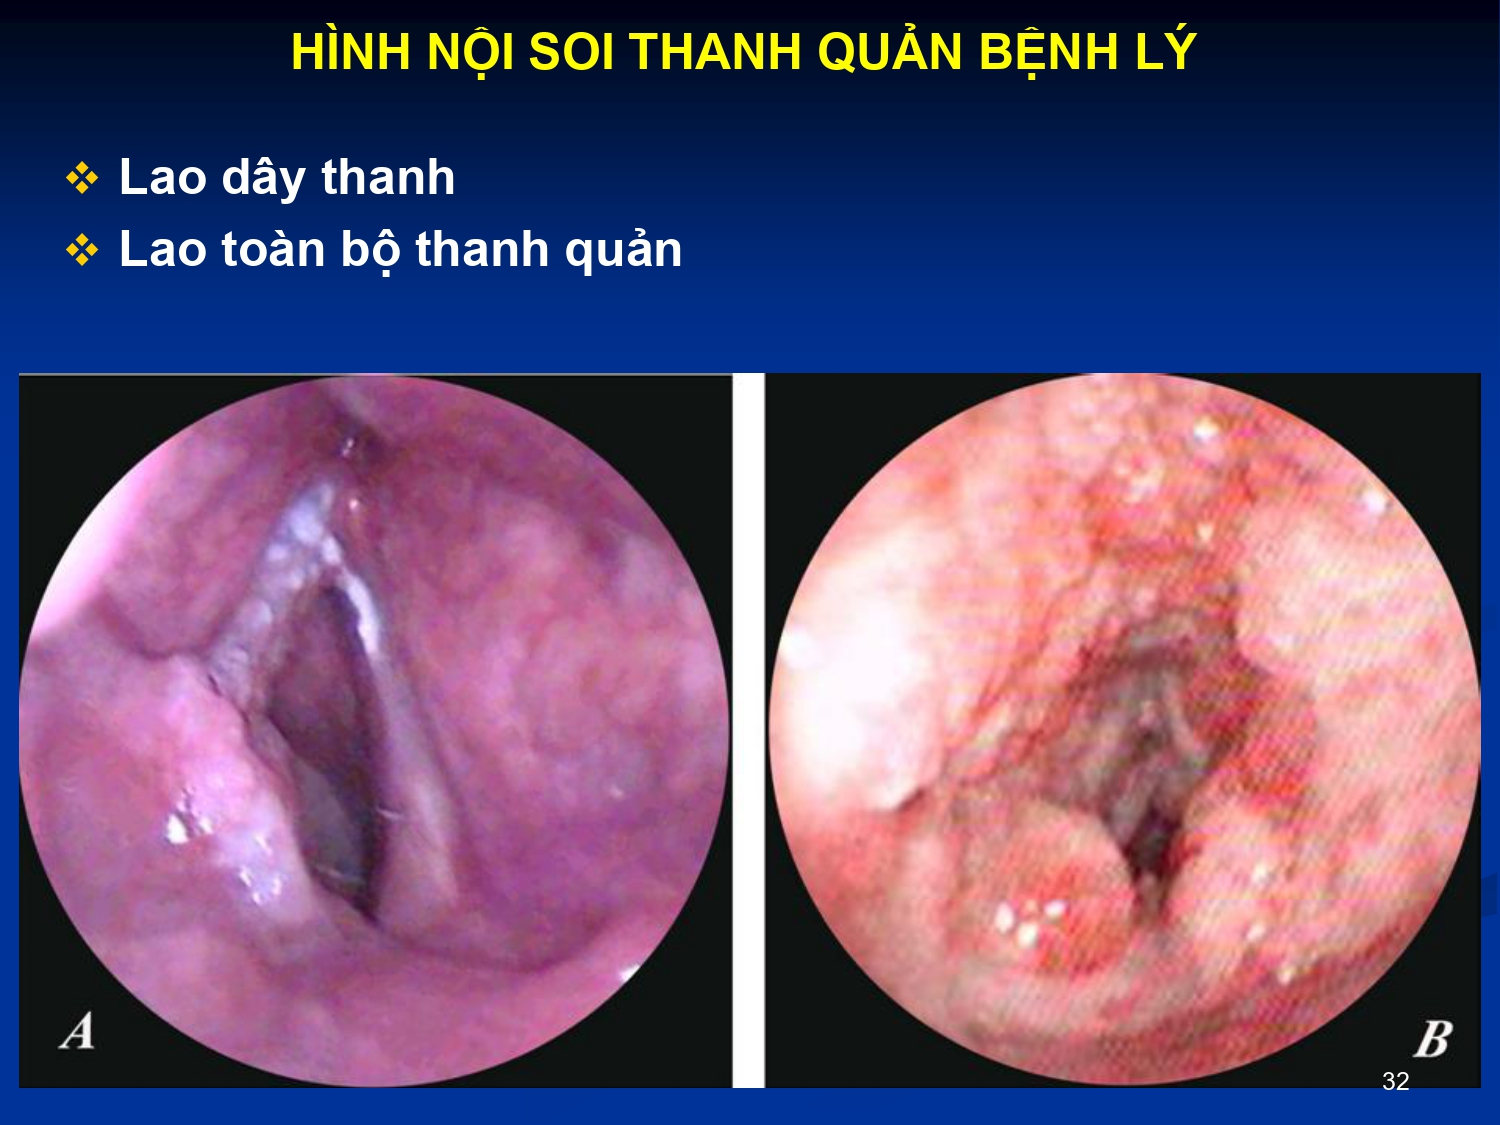 HÌNH NỘI SOI THANH QUẢN BỆNH LÝ
Lao dây thanh
Lao toàn bộ thanh quản
A
B
32